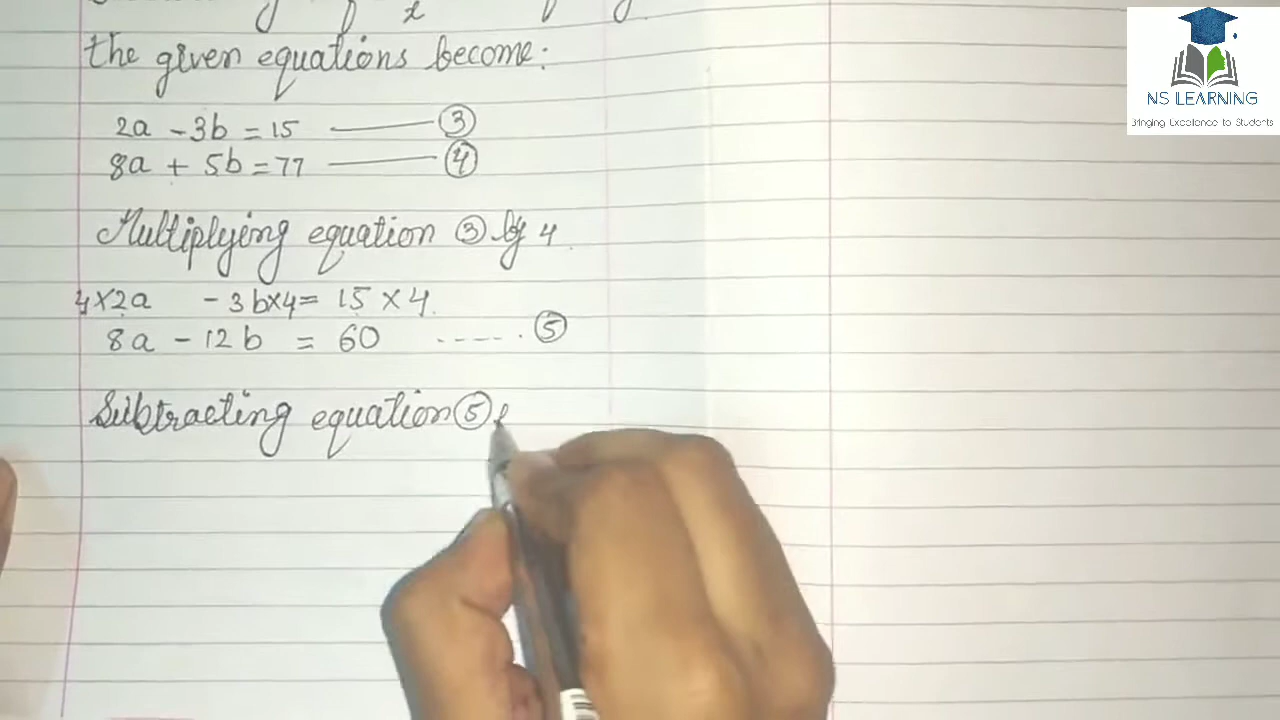 the given equations become:
2a - 3b = 15 ——— ③
8a + 5b = 77 ——— ④
Multiplying equation ③ by 4
4×2a - 3b×4 = 15 × 4.
8a - 12b = 60 ------. ⑤
Subtracting equation ⑤
NS LEARNING
Bringing Excellence to Students